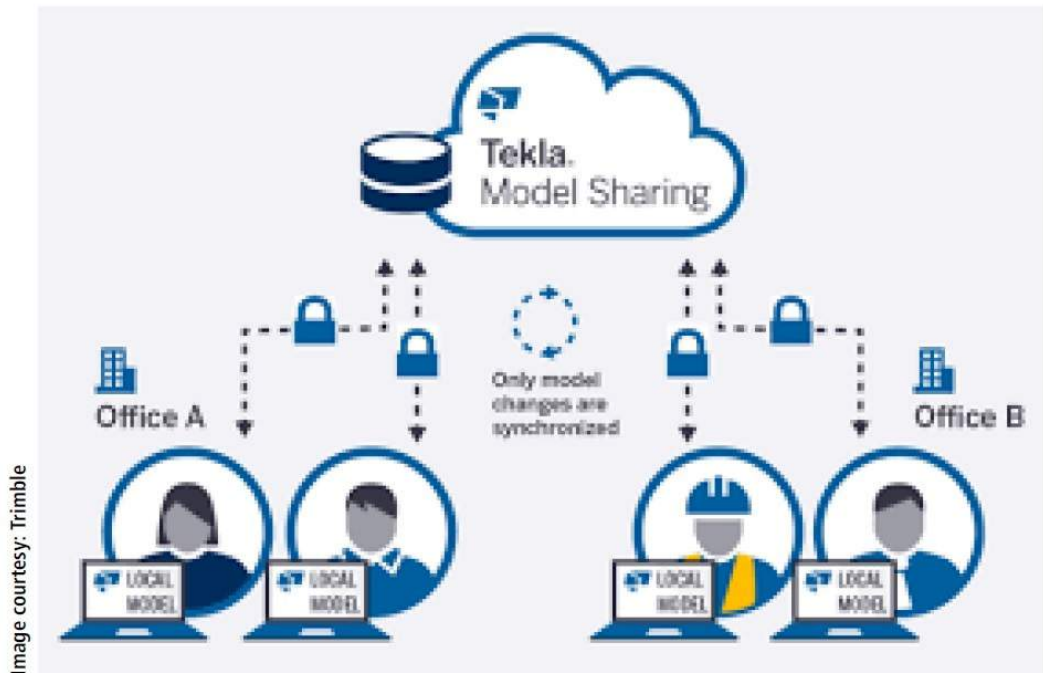 Tekla.
Model Sharing
Only model
changes are
synchronized
Office A
Office B
LOCAL
MODEL
LOCAL
MODEL
LOCAL
MODEL
LOCAL
MODEL
Image courtesy: Trimble